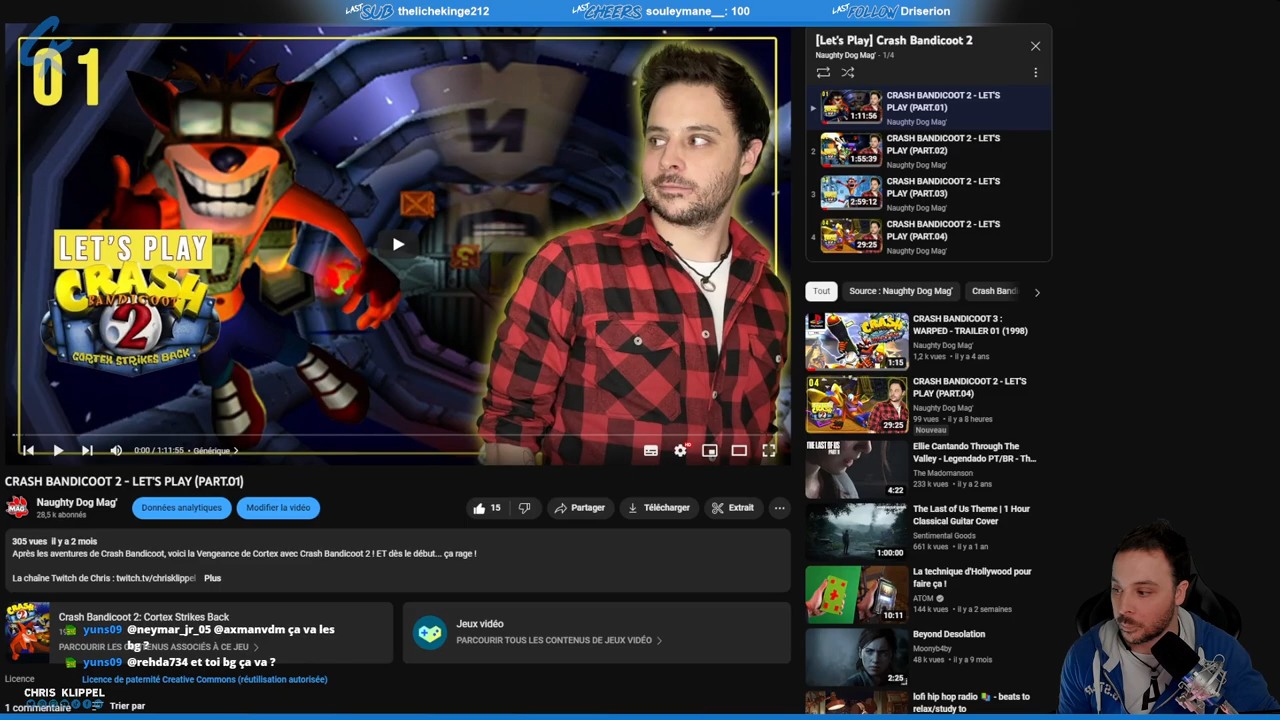 LAST SUB thelichekinge212
LAST CHEERS souleymane__: 100
LAST FOLLOW Driserion
01
LET'S PLAY
CRASH
BANDICOOT
2
CORTEX STRIKES BACK
0:00 / 1:11:55 • Générique
CRASH BANDICOOT 2 - LET'S PLAY (PART.01)
MAG'
Naughty Dog Mag'
28,5 k abonnés
Données analytiques
Modifier la vidéo
15
Partager
Télécharger
Extrait
305 vues il y a 2 mois
Après les aventures de Crash Bandicoot, voici la Vengeance de Cortex avec Crash Bandicoot 2 ! ET dès le début... ça rage !
La chaîne Twitch de Chris : twitch.tv/chrisklippel
Plus
Crash Bandicoot 2: Cortex Strikes Back
yuns09 @neymar_jr_05 @axmanvdm ça va les
bg ?
yuns09 @rehda734 et toi bg ça va ?
Jeux vidéo
PARCOURIR TOUS LES CONTENUS DE JEUX VIDÉO
Licence
Licence de paternité Creative Commons (réutilisation autorisée)
CHRIS KLIPPEL
1 commentaire
Trier par
[Let's Play] Crash Bandicoot 2
Naughty Dog Mag' - 1/4
CRASH BANDICOOT 2 - LET'S
PLAY (PART.01)
Naughty Dog Mag'
1:11:56
2
CRASH BANDICOOT 2 - LET'S
PLAY (PART.02)
Naughty Dog Mag'
1:55:39
3
CRASH BANDICOOT 2 - LET'S
PLAY (PART.03)
Naughty Dog Mag'
2:59:12
4
CRASH BANDICOOT 2 - LET'S
PLAY (PART.04)
Naughty Dog Mag'
29:25
Tout
Source : Naughty Dog Mag'
Crash Bandi
CRASH BANDICOOT 3 :
WARPED - TRAILER 01 (1998)
Naughty Dog Mag'
1,2 k vues • il y a 4 ans
1:15
04
CRASH BANDICOOT 2 - LET'S
PLAY (PART.04)
Naughty Dog Mag'
99 vues • il y a 8 heures
Nouveau
29:25
THE LAST OF US
Ellie Cantando Through The
Valley - Legendado PT/BR - Th...
The Madomanson
233 k vues • il y a 2 ans
4:22
The Last of Us Theme | 1 Hour
Classical Guitar Cover
Sentimental Goods
661 k vues • il y a 1 an
1:00:00
La technique d'Hollywood pour
faire ça !
ATOM
144 k vues • il y a 2 semaines
10:11
Beyond Desolation
Moonyb4by
48 k vues • il y a 9 mois
2:25
lofi hip hop radio - beats to
relax/study to